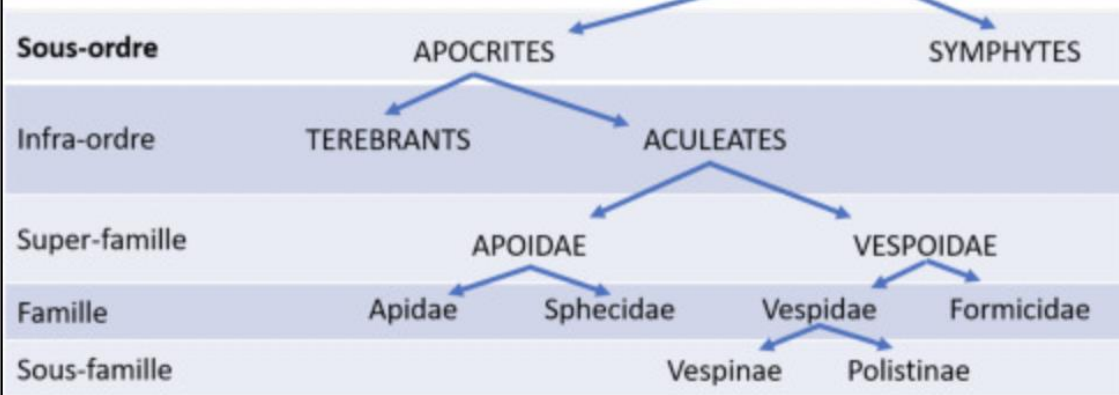 Sous-ordre APOCRITES SYMPHYTES
Infra-ordre TEREBRANTS ACULEATES
Super-famille APOIDAE VESPOIDAE
Famille Apidae Sphecidae Vespidae Formicidae
Sous-famille Vespinae Polistinae